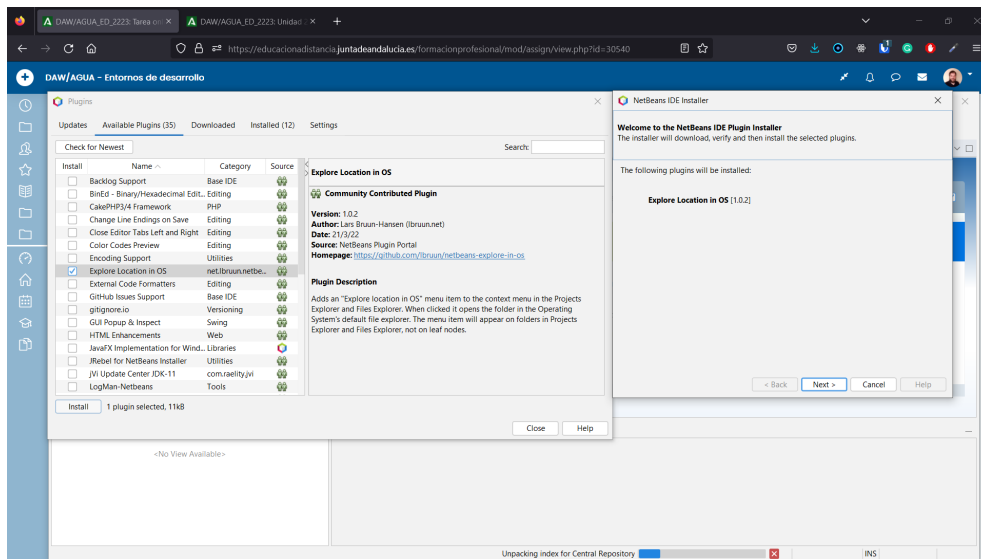 DAW/AGUA_ED_2223: Tarea onl
DAW/AGUA_ED_2223: Unidad 2
https://educacionadistancia.juntadeandalucia.es/formacionprofesional/mod/assign/view.php?id=30540
DAW/AGUA - Entornos de desarrollo
Plugins
Updates Available Plugins (35) Downloaded Installed (12) Settings
Check for Newest
Search:
Install Name Category Source
Backlog Support Base IDE
BinEd - Binary/Hexadecimal Edit... Editing
CakePHP3/4 Framework PHP
Change Line Endings on Save Editing
Close Editor Tabs Left and Right Editing
Color Codes Preview Editing
Encoding Support Utilities
Explore Location in OS net.lbruun.netbe...
External Code Formatters Editing
GitHub Issues Support Base IDE
gitignore.io Versioning
GUI Popup & Inspect Swing
HTML Enhancements Web
JavaFX Implementation for Wind... Libraries
JRebel for NetBeans Installer Utilities
jVi Update Center JDK-11 com.raelity.jvi
LogMan-Netbeans Tools
Explore Location in OS
Community Contributed Plugin
Version: 1.0.2
Author: Lars Bruun-Hansen (lbruun.net)
Date: 21/3/22
Source: NetBeans Plugin Portal
Homepage: https://github.com/lbruun/netbeans-explore-in-os
Plugin Description
Adds an "Explore location in OS" menu item to the context menu in the Projects
Explorer and Files Explorer. When clicked it opens the folder in the Operating
System's default file explorer. The menu item will appear on folders in Projects
Explorer and Files Explorer, not on leaf nodes.
Install 1 plugin selected, 11kB
Close Help
NetBeans IDE Installer
Welcome to the NetBeans IDE Plugin Installer
The installer will download, verify and then install the selected plugins.
The following plugins will be installed:
Explore Location in OS [1.0.2]
< Back Next > Cancel Help
<No View Available>
Unpacking index for Central Repository
INS